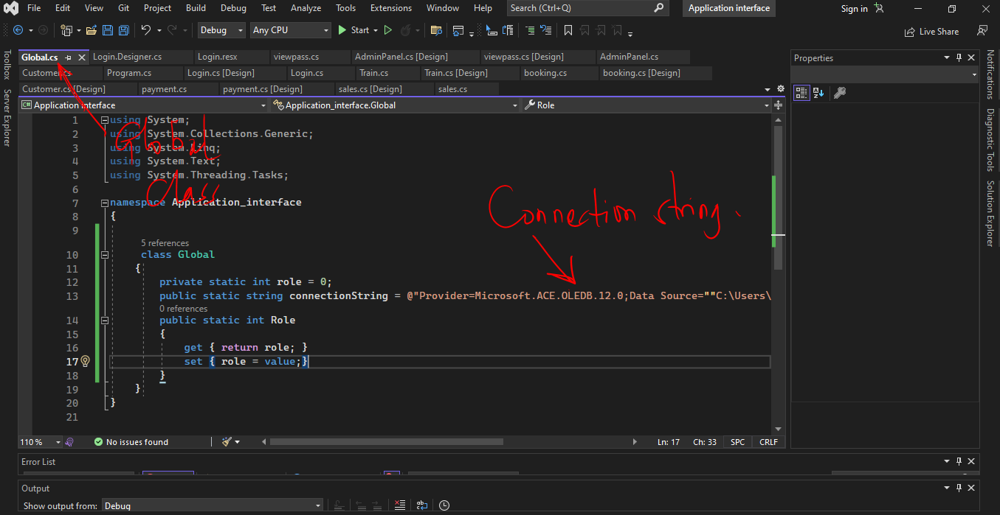 File Edit View Git Project Build Debug Test Analyze Tools Extensions Window Help Search (Ctrl+Q) Application interface Sign in
Debug Any CPU Start Live Share
Global.cs Login.Designer.cs Login.resx viewpass.cs AdminPanel.cs [Design] viewpass.cs [Design] AdminPanel.cs
Customer.cs Program.cs Login.cs [Design] Login.cs Train.cs Train.cs [Design] booking.cs booking.cs [Design]
Customer.cs [Design] payment.cs payment.cs [Design] sales.cs [Design] sales.cs
Toolbox
Server Explorer
Application interface Application_interface.Global Role
1 using System;
2 using System.Collections.Generic;
3 using System.Linq;
4 using System.Text;
5 using System.Threading.Tasks;
6
7 namespace Application_interface
8 {
9
5 references
10 class Global
11 {
12 private static int role = 0;
13 public static string connectionString = @"Provider=Microsoft.ACE.OLEDB.12.0;Data Source=""C:\Users\
0 references
14 public static int Role
15 {
16 get { return role; }
17 set { role = value;}
18 }
19 }
20 }
21
Global
Class
Connection string.
110 % No issues found Ln: 17 Ch: 33 SPC CRLF
Properties
Notifications
Diagnostic Tools
Solution Explorer
Error List
Output
Show output from: Debug